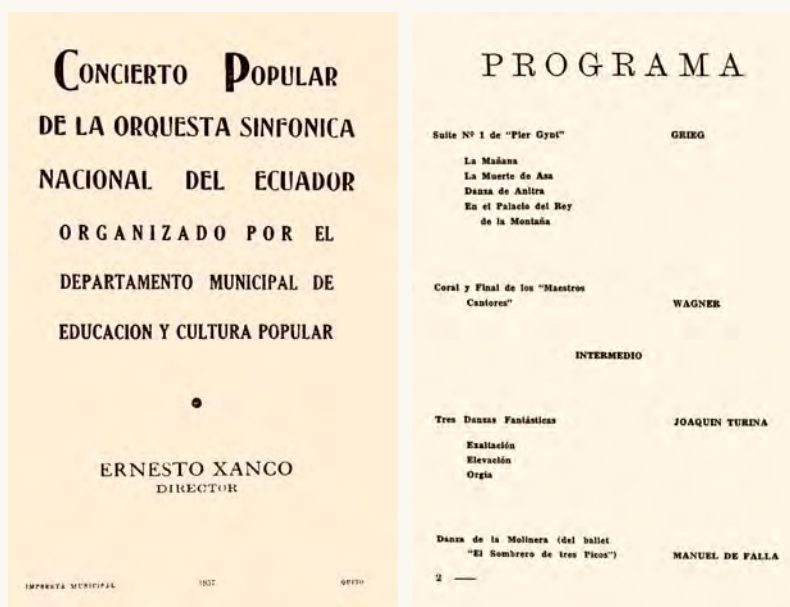 CONCIERTO POPULAR
DE LA ORQUESTA SINFONICA
NACIONAL DEL ECUADOR
ORGANIZADO POR EL
DEPARTAMENTO MUNICIPAL DE
EDUCACION Y CULTURA POPULAR
ERNESTO XANCO
DIRECTOR
IMPRENTA MUNICIPAL 1957 QUITO
PROGRAMA
Suite Nº 1 de "Pier Gynt" GRIEG
La Mañana
La Muerte de Asa
Danza de Anitra
En el Palacio del Rey
de la Montaña
Coral y Final de los "Maestros
Cantores" WAGNER
INTERMEDIO
Tres Danzas Fantásticas JOAQUIN TURINA
Exaltación
Elevación
Orgía
Danza de la Molinera (del ballet
"El Sombrero de tres Picos") MANUEL DE FALLA
2 —